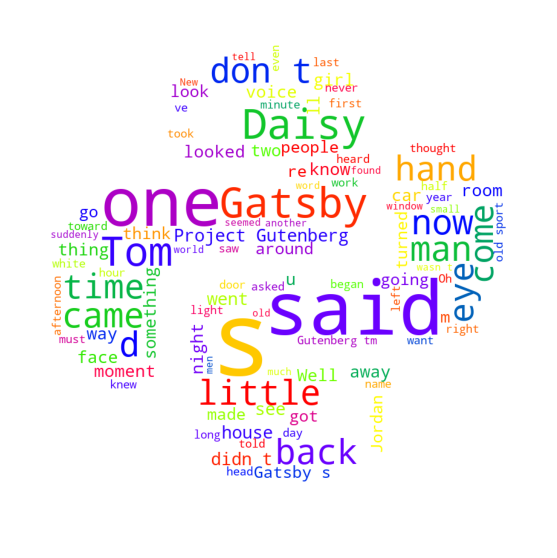 tell
even
last
New
don t
girl
look
voice
ll
never
ve
minute
first
Daisy
took
people
thought
looked
two
heard
re
know
found
hand
one
Gatsby
word
work
car
half
room
year
window
small
go
seemed
another
now
come
old sport
toward
think
Project Gutenberg
turned
man
suddenly
Tom
thing
world
saw
around
wasn t
white
hour
something
time
u
going
eye
Oh
afternoon
door
asked
began
left
went
said
m
came
light
old
s
right
must
way
d
night
Gutenberg tm
want
face
men
moment
much
Well
away
knew
little
name
made
see
got
Jordan
long
house
day
told
back
didn t
head
Gatsby s